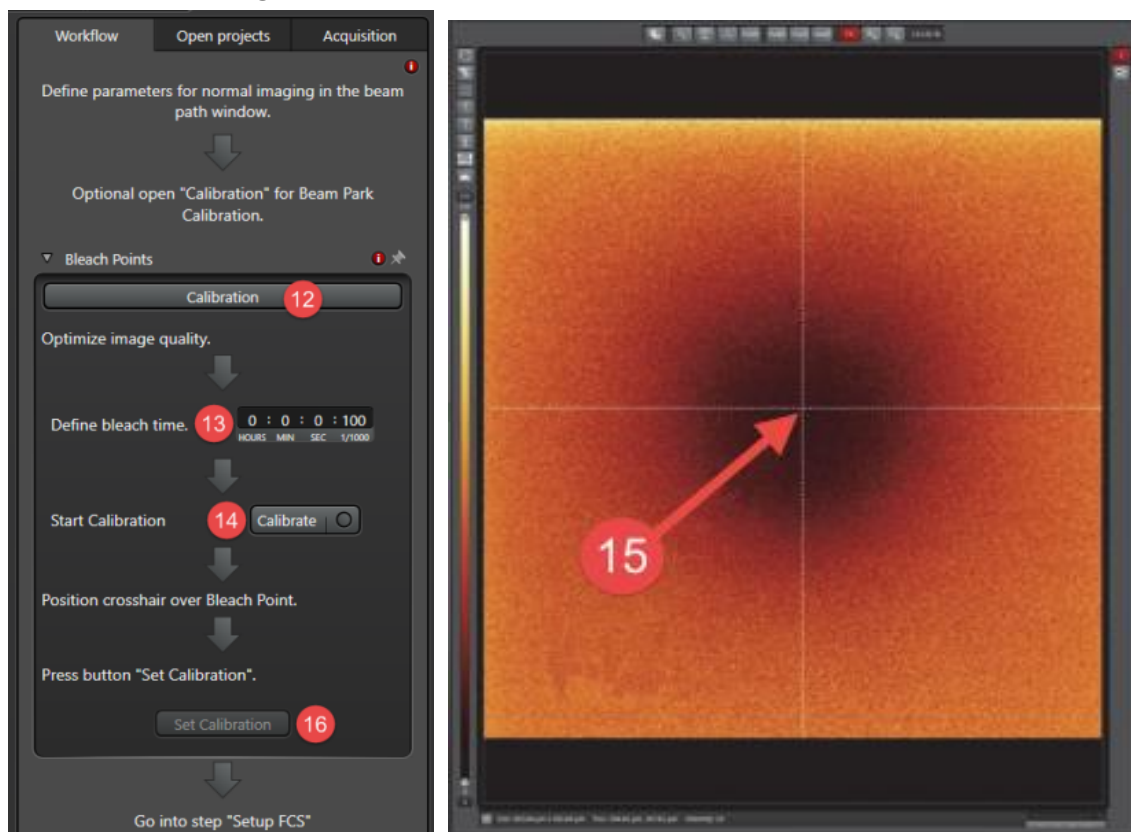 Workflow
Open projects
Acquisition
Define parameters for normal imaging in the beam
path window.
Optional open "Calibration" for Beam Park
Calibration.
Bleach Points
Calibration
12
Optimize image quality.
Define bleach time.
13
0 : 0 : 0 : 100
HOURS MIN SEC 1/1000
Start Calibration
14
Calibrate
Position crosshair over Bleach Point.
Press button "Set Calibration".
Set Calibration
16
Go into step "Setup FCS"
15